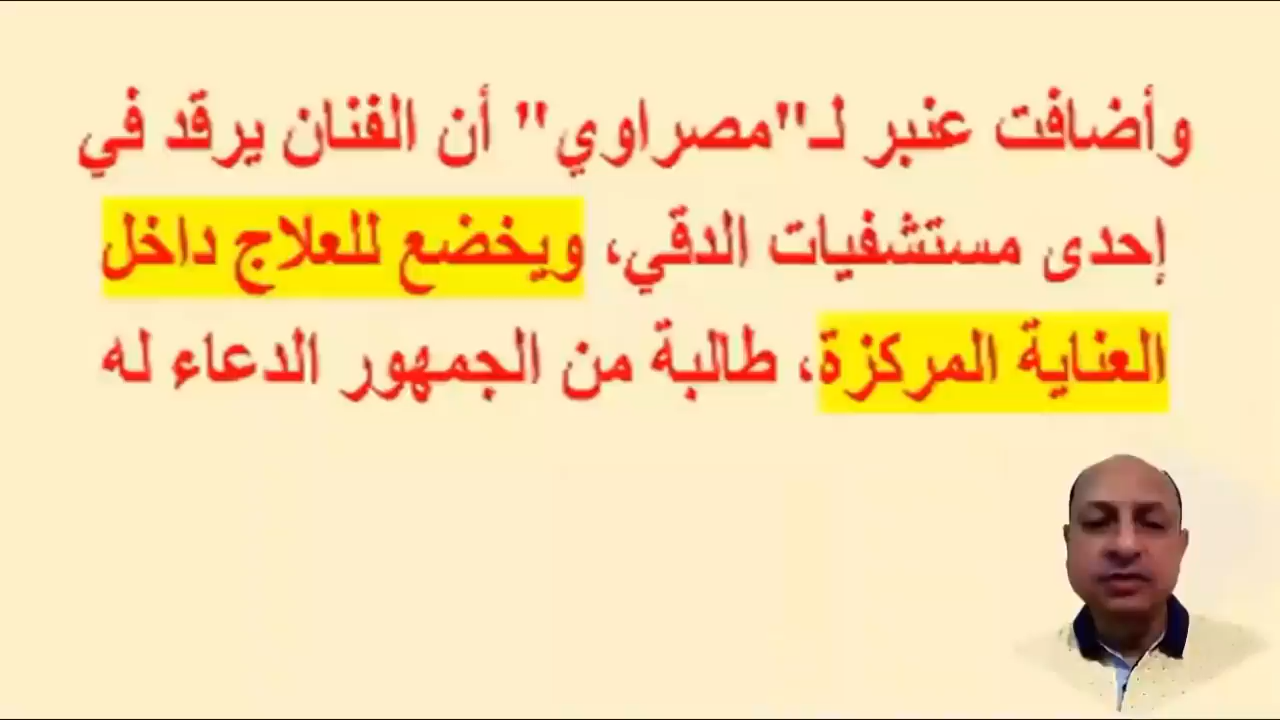 وأضافت عنبر لـ"مصراوي" أن الفنان يرقد في
إحدى مستشفيات الدقي، ويخضع للعلاج داخل
العناية المركزة، طالبة من الجمهور الدعاء له